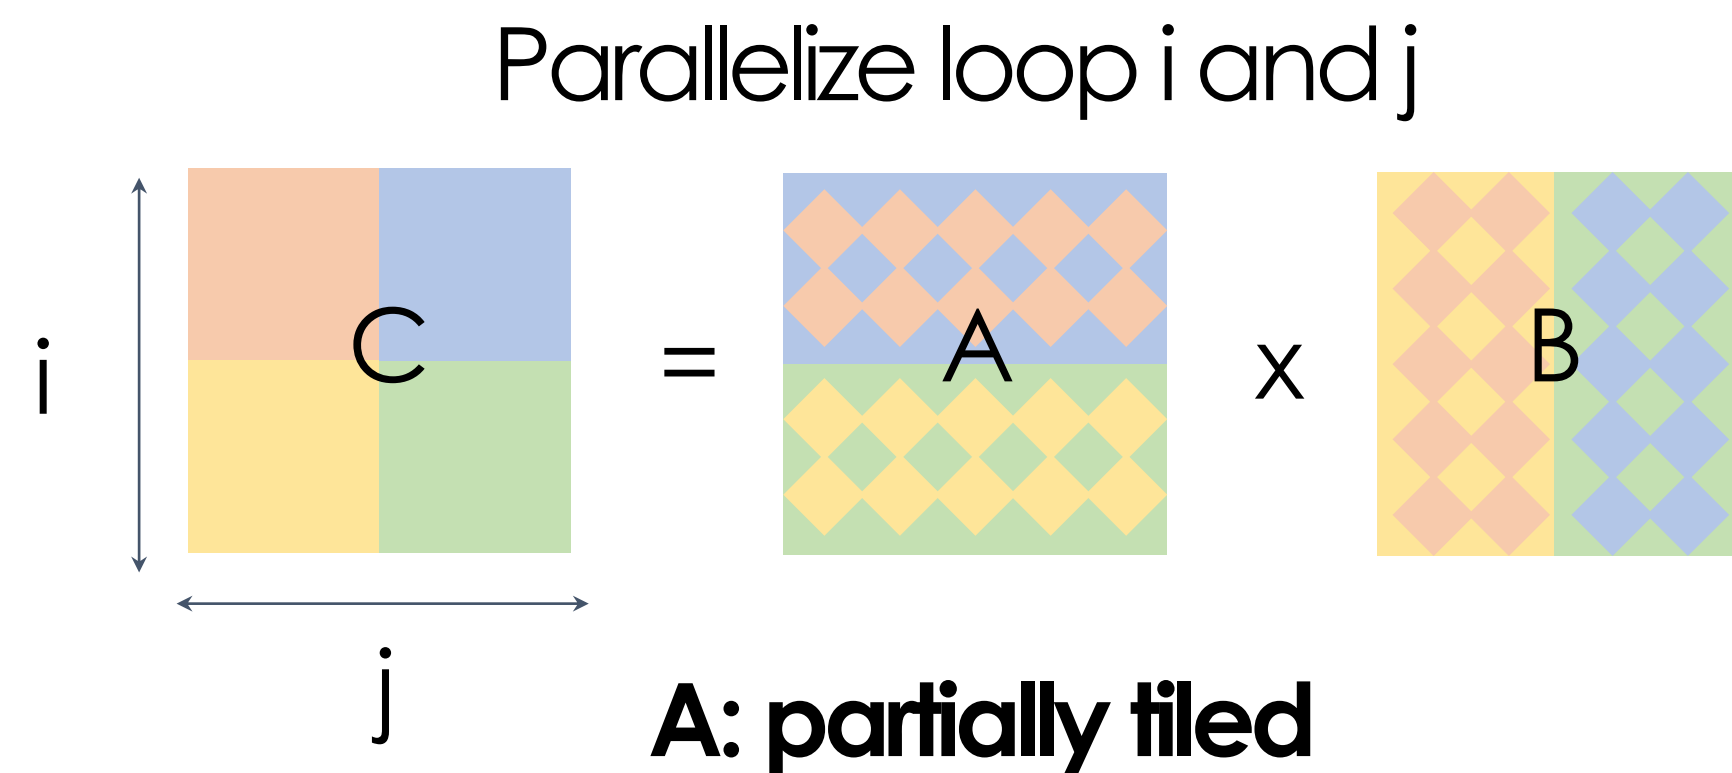 Parallelize loop i and j
i
C
=
A
x
B
j
A: partially tiled